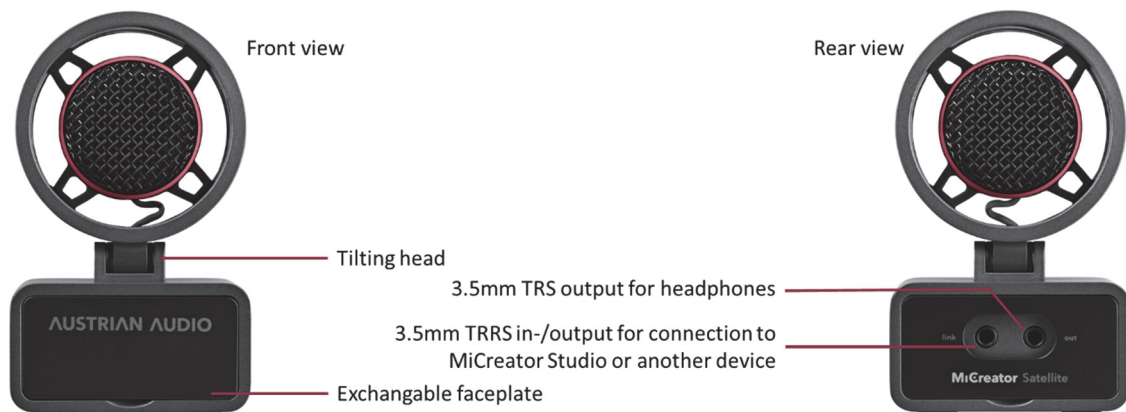 Front view
Rear view
Tilting head
3.5mm TRS output for headphones
3.5mm TRRS in-/output for connection to
MiCreator Studio or another device
Exchangable faceplate
AUSTRIAN AUDIO
link
out
MiCreator Satellite